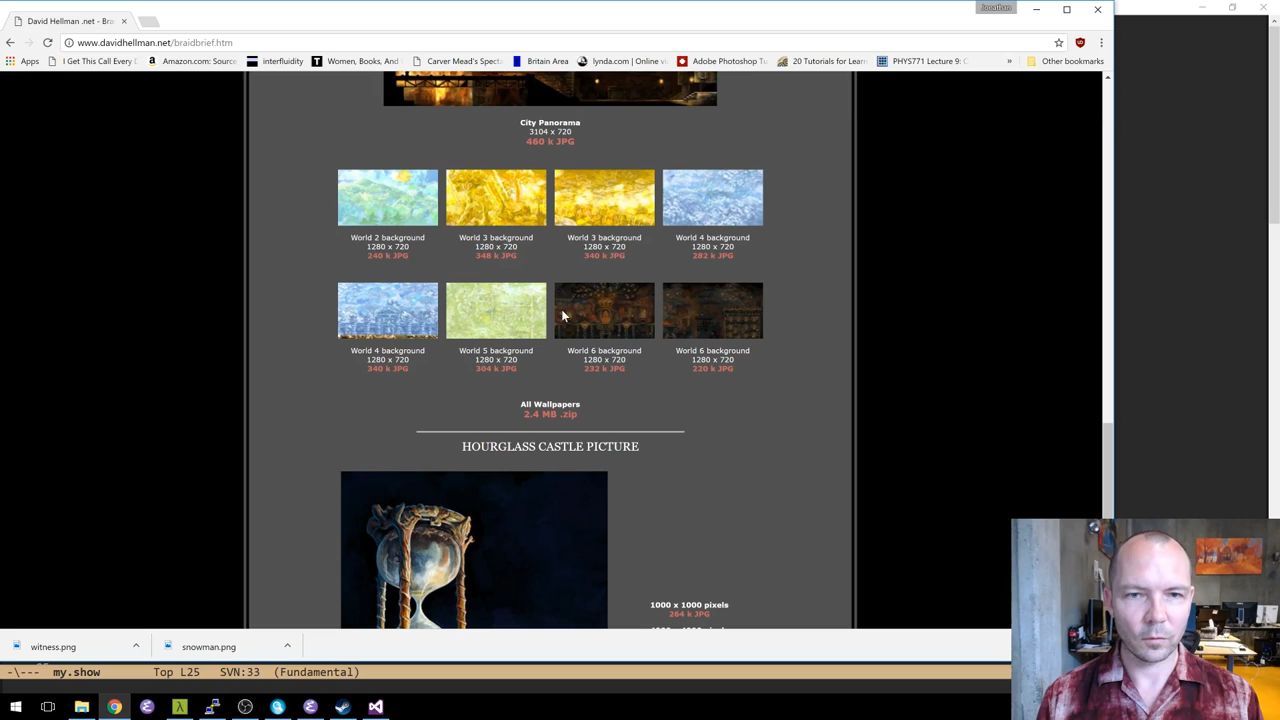 Jonathan
David Hellman .net - Brai
www.davidhellman.net/braidbrief.htm
Apps I Get This Call Every D Amazon.com: Source interfluidity Women, Books, And Carver Mead's Specta Britain Area lynda.com | Online vi Adobe Photoshop Tu 20 Tutorials for Learn PHYS771 Lecture 9: C » Other bookmarks
City Panorama
3104 x 720
460 k JPG
World 2 background World 3 background World 3 background World 4 background
1280 x 720 1280 x 720 1280 x 720 1280 x 720
240 k JPG 348 k JPG 340 k JPG 282 k JPG
World 4 background World 5 background World 6 background World 6 background
1280 x 720 1280 x 720 1280 x 720 1280 x 720
340 k JPG 304 k JPG 232 k JPG 220 k JPG
All Wallpapers
2.4 MB .zip
HOURGLASS CASTLE PICTURE
1000 x 1000 pixels
264 k JPG
witness.png snowman.png
-\--- my.show Top L25 SVN:33 (Fundamental)